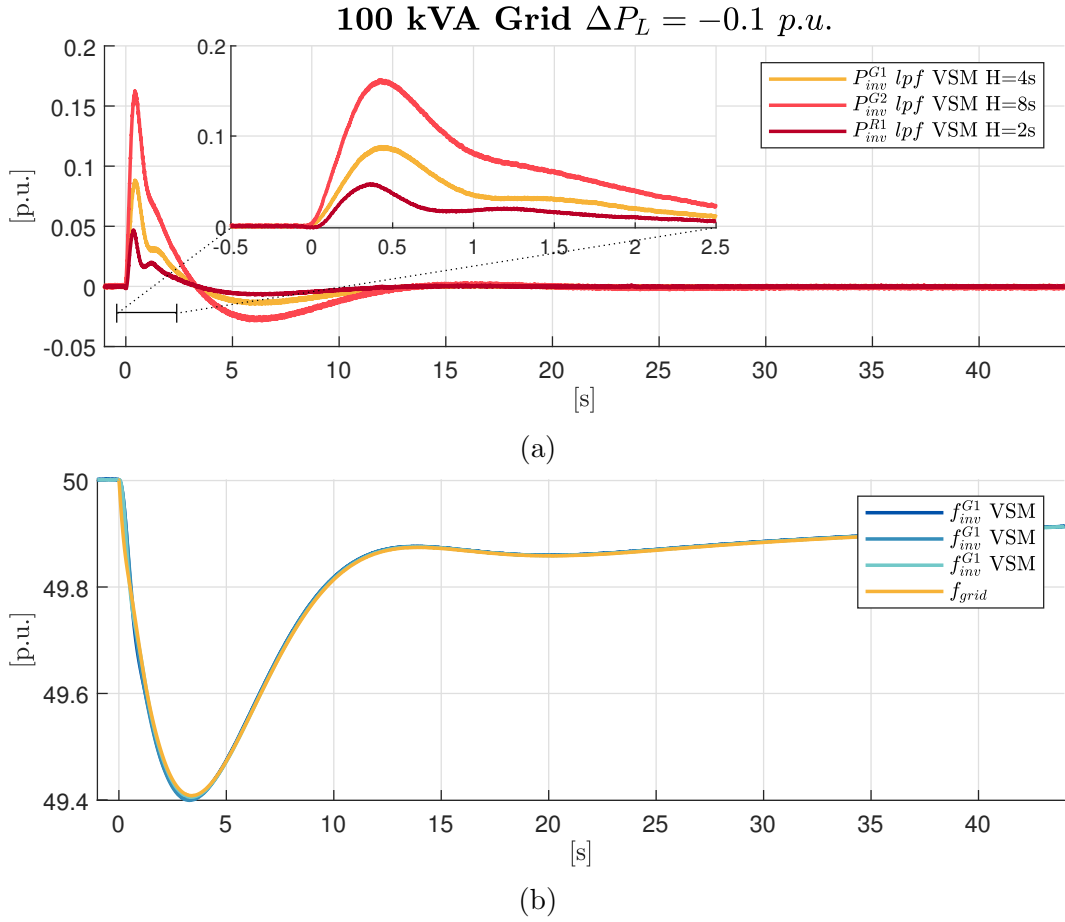 100 kVA Grid ΔP_L = −0.1 p.u.
0.2
0.15
0.1
0.05
0
-0.05
[p.u.]
0.2
0.1
0
-0.5 0 0.5 1 1.5 2 2.5
P_inv^G1 lpf VSM H=4s
P_inv^G2 lpf VSM H=8s
P_inv^R1 lpf VSM H=2s
0 5 10 15 20 25 30 35 40
[s]
(a)
50
49.8
49.6
49.4
[p.u.]
f_inv^G1 VSM
f_inv^G1 VSM
f_inv^G1 VSM
f_grid
0 5 10 15 20 25 30 35 40
[s]
(b)